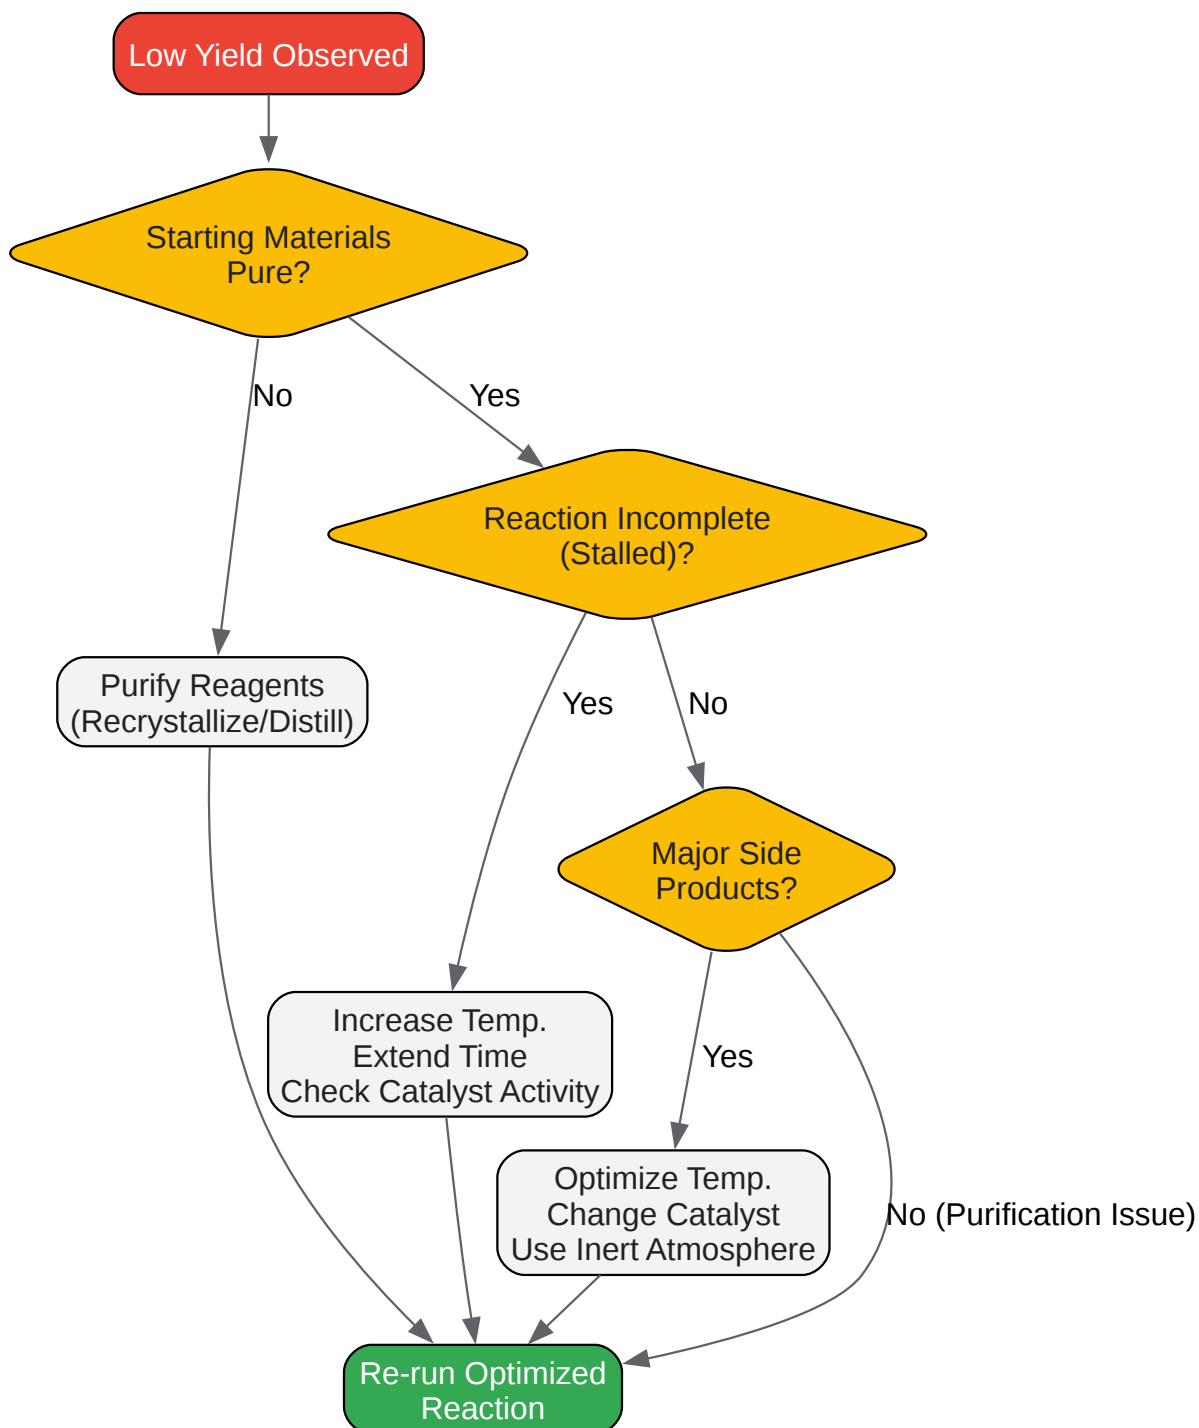 Low Yield Observed
Starting Materials
Pure?
No
Yes
Reaction Incomplete
(Stalled)?
Purify Reagents
(Recrystallize/Distill)
Yes
No
Major Side
Products?
Increase Temp.
Extend Time
Check Catalyst Activity
Yes
Optimize Temp.
Change Catalyst
Use Inert Atmosphere
No (Purification Issue)
Re-run Optimized
Reaction